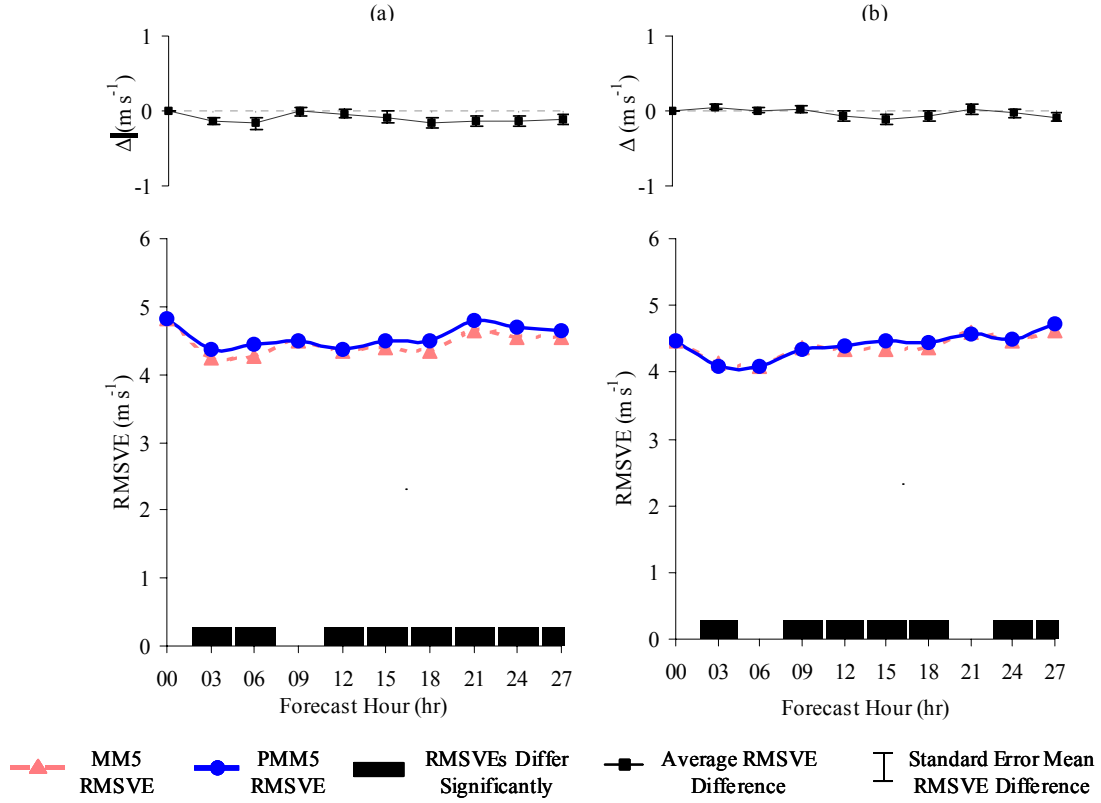 (a)
1
0
-1
Δ (m s-1)
6
5
4
3
2
1
0
RMSVE (m s-1)
00 03 06 09 12 15 18 21 24 27
Forecast Hour (hr)
(b)
1
0
-1
Δ (m s-1)
6
5
4
3
2
1
0
RMSVE (m s-1)
00 03 06 09 12 15 18 21 24 27
Forecast Hour (hr)
MM5
RMSVE
PMM5
RMSVE
RMSVEs Differ
Significantly
Average RMSVE
Difference
Standard Error Mean
RMSVE Difference